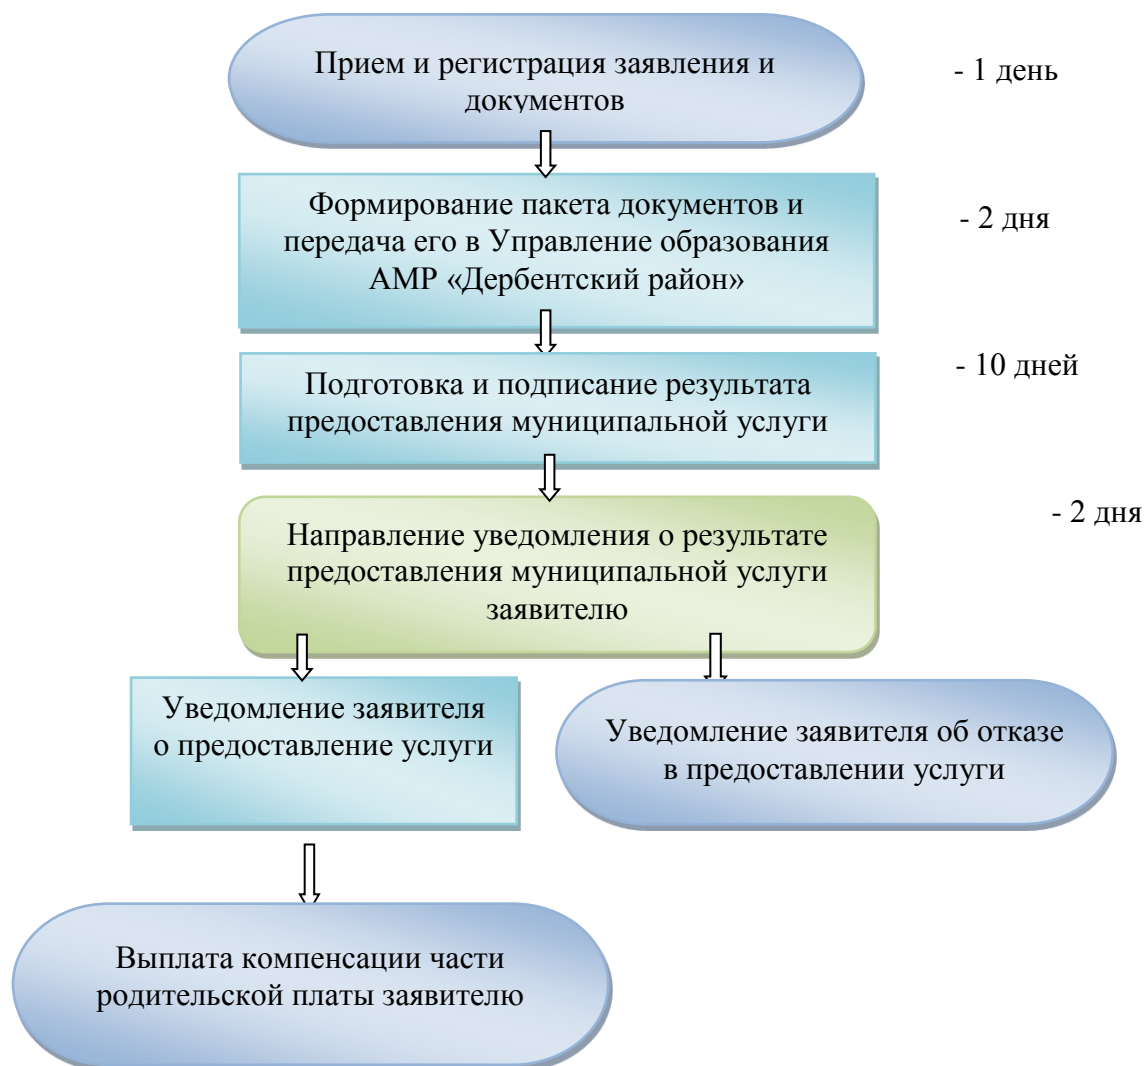 Прием и регистрация заявления и
документов
- 1 день
Формирование пакета документов и
передача его в Управление образования
АМР «Дербентский район»
- 2 дня
Подготовка и подписание результата
предоставления муниципальной услуги
- 10 дней
Направление уведомления о результате
предоставления муниципальной услуги
заявителю
- 2 дня
Уведомление заявителя
о предоставление услуги
Уведомление заявителя об отказе
в предоставлении услуги
Выплата компенсации части
родительской платы заявителю